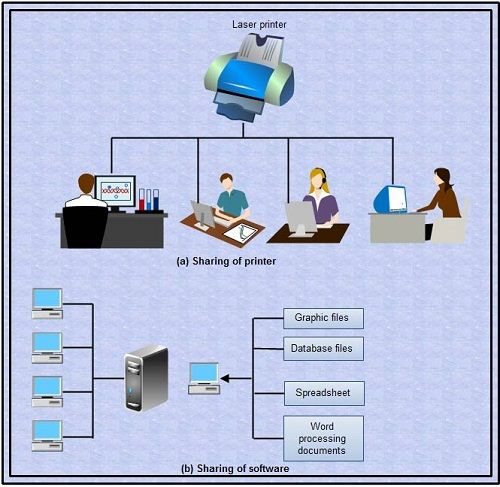 Laser printer
(a) Sharing of printer
Graphic files
Database files
Spreadsheet
Word
processing
documents
(b) Sharing of software